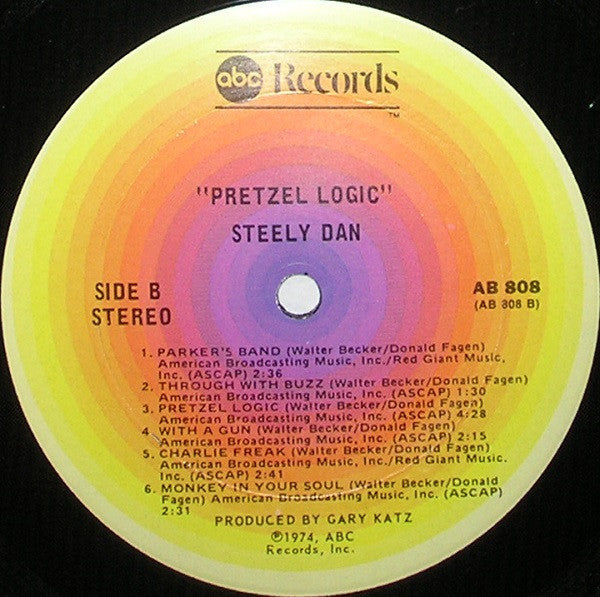 abc Records
TM
"PRETZEL LOGIC"
STEELY DAN
SIDE B
STEREO
AB 808
(AB 808 B)
1. PARKER'S BAND (Walter Becker/Donald Fagen)
American Broadcasting Music, Inc./Red Giant Music,
Inc. (ASCAP) 2:36
2. THROUGH WITH BUZZ (Walter Becker/Donald Fagen)
American Broadcasting Music, Inc. (ASCAP) 1:30
3. PRETZEL LOGIC (Walter Becker/Donald Fagen)
American Broadcasting Music, Inc. (ASCAP) 4:28
4. WITH A GUN (Walter Becker/Donald Fagen)
American Broadcasting Music, Inc. (ASCAP) 2:15
5. CHARLIE FREAK (Walter Becker/Donald Fagen)
American Broadcasting Music, Inc./Red Giant Music,
Inc. (ASCAP) 2:41
6. MONKEY IN YOUR SOUL (Walter Becker/Donald
Fagen) American Broadcasting Music, Inc. (ASCAP)
2:31
PRODUCED BY GARY KATZ
℗1974, ABC
Records, Inc.